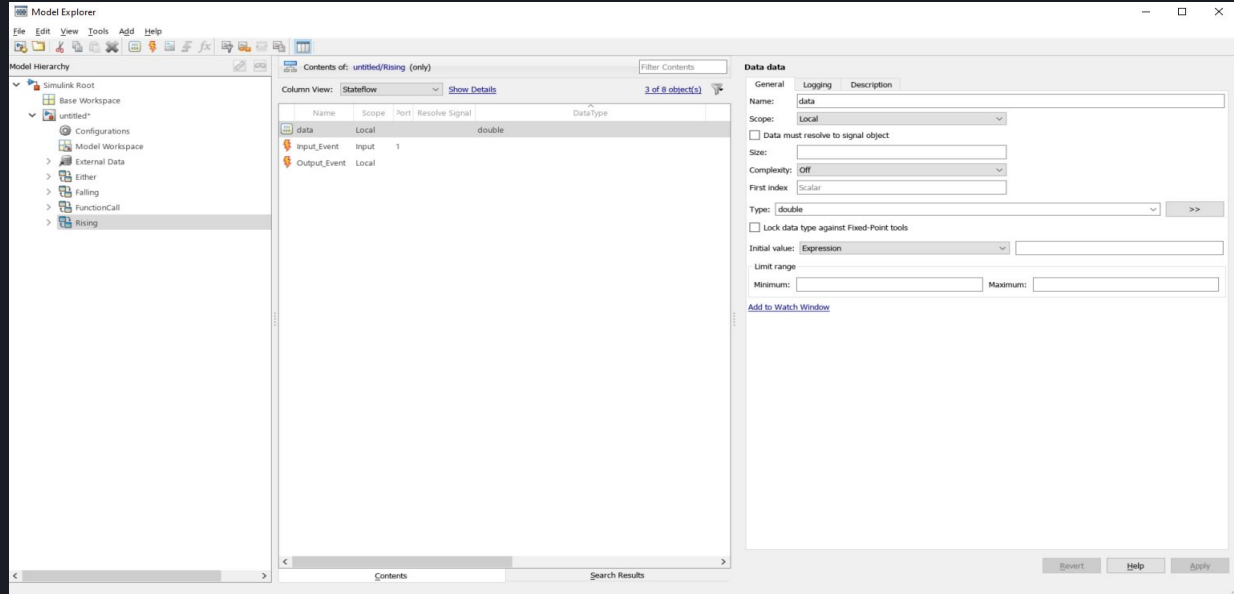 Model Explorer
File Edit View Tools Add Help
Model Hierarchy
Simulink Root
Base Workspace
untitled*
Configurations
Model Workspace
External Data
Either
Falling
FunctionCall
Rising
Contents of: untitled/Rising (only)
Filter Contents
Column View: Stateflow Show Details 3 of 8 object(s)
Name Scope Port Resolve Signal DataType
data Local double
Input_Event Input 1
Output_Event Local
Contents Search Results
Data data
General Logging Description
Name: data
Scope: Local
Data must resolve to signal object
Size:
Complexity: Off
First index Scalar
Type: double >>
Lock data type against Fixed-Point tools
Initial value: Expression
Limit range
Minimum: Maximum:
Add to Watch Window
Revert Help Apply